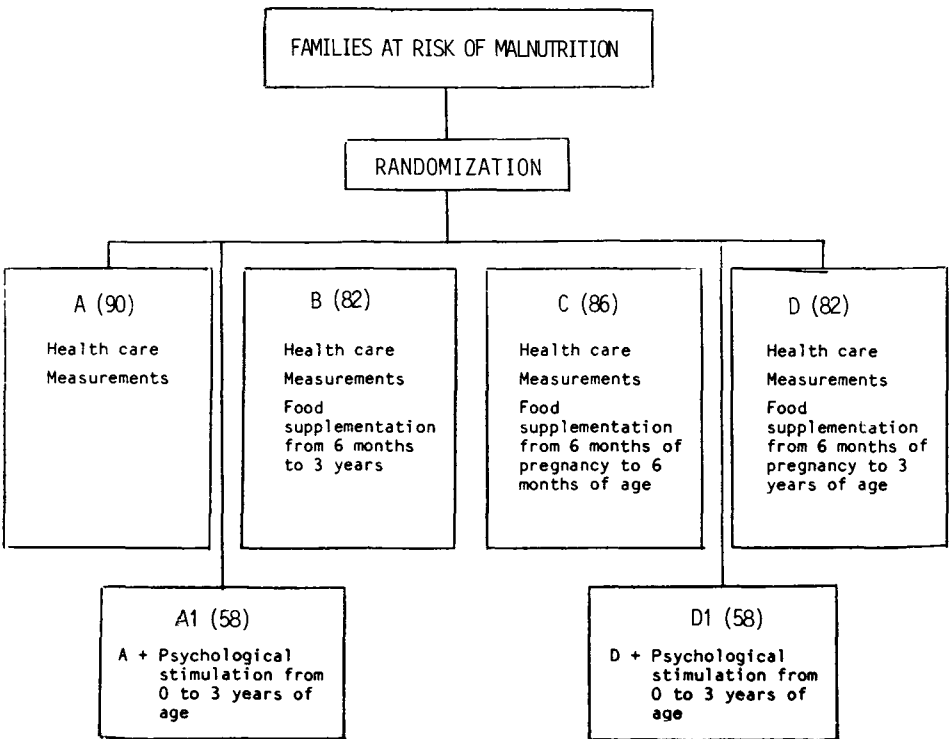 FAMILIES AT RISK OF MALNUTRITION
RANDOMIZATION
A (90)
Health care
Measurements
B (82)
Health care
Measurements
Food
supplementation
from 6 months
to 3 years
C (86)
Health care
Measurements
Food
supplementation
from 6 months of
pregnancy to 6
months of age
D (82)
Health care
Measurements
Food
supplementation
from 6 months of
pregnancy to 3
years of age
A1 (58)
A + Psychological
stimulation from
0 to 3 years of
age
D1 (58)
D + Psychological
stimulation from
0 to 3 years of
age